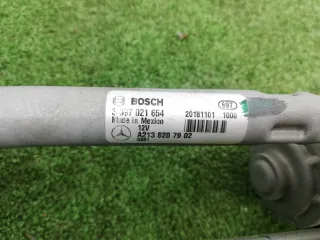 BOSCH
3 397 021 654
Made in Mexico
20181101 1000
12V
A213 820 79 02